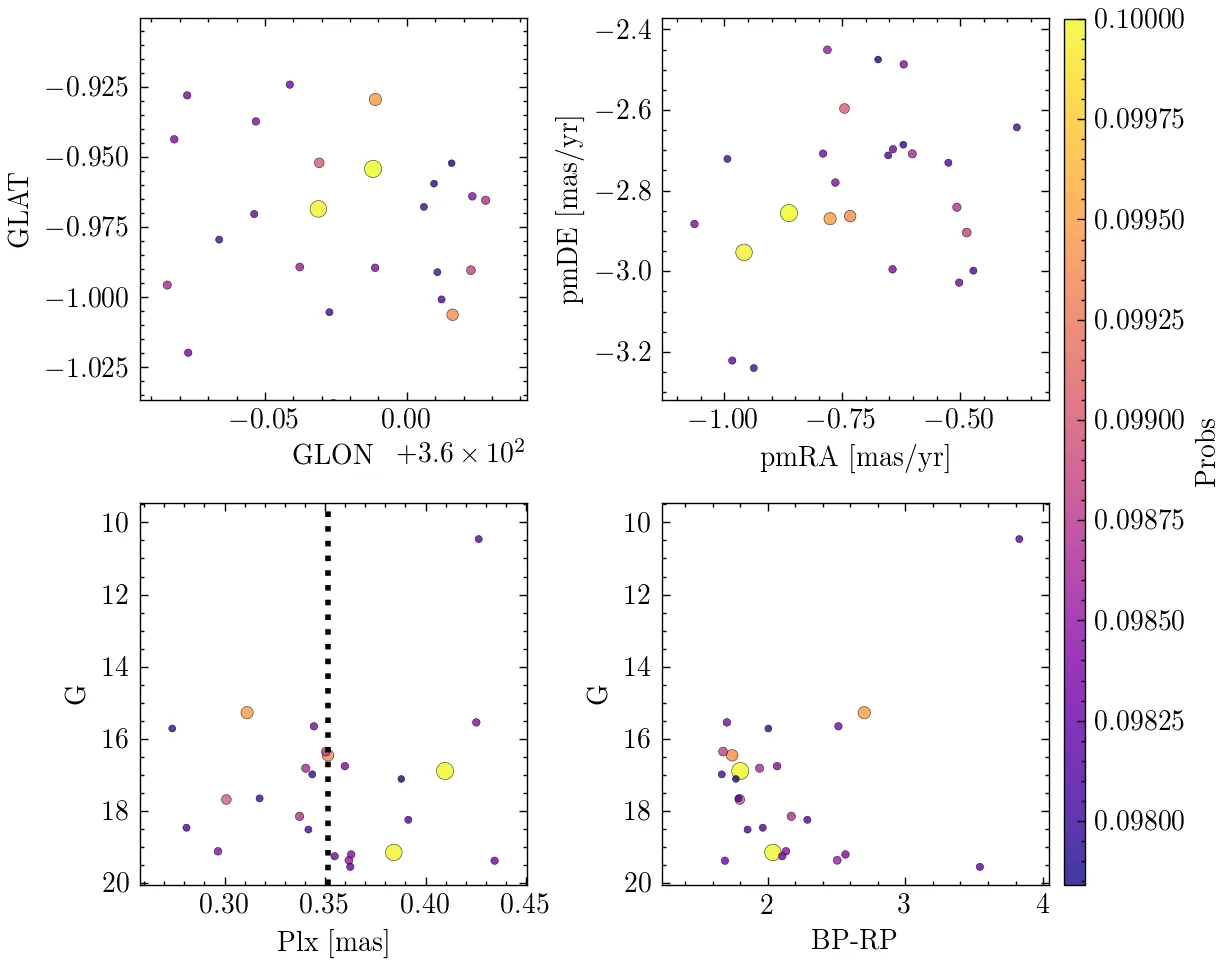 −0.925
−0.950
−0.975
−1.000
−1.025
GLAT
−0.05 0.00
GLON +3.6 × 10²
−2.4
−2.6
−2.8
−3.0
−3.2
pmDE [mas/yr]
−1.00 −0.75 −0.50
pmRA [mas/yr]
10
12
14
16
18
20
G
0.30 0.35 0.40 0.45
Plx [mas]
10
12
14
16
18
20
G
2 3 4
BP-RP
0.10000
0.09975
0.09950
0.09925
0.09900
0.09875
0.09850
0.09825
0.09800
Probs